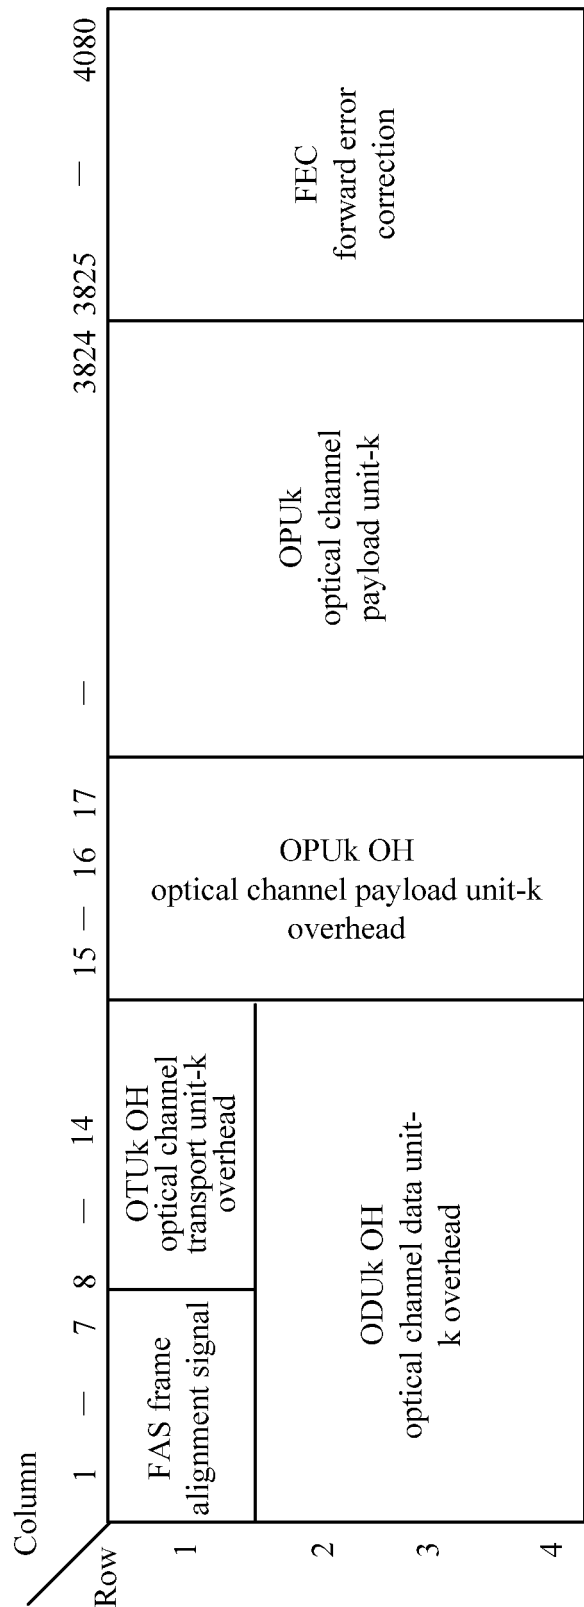 Column
1 — 7 8 — 14 15 — 16 17 — 3824 3825 — 4080
Row
1
FAS frame
alignment signal
OTUk OH
optical channel
transport unit-k
overhead
OPUk OH
optical channel payload unit-k
overhead
OPUk
optical channel
payload unit-k
FEC
forward error
correction
2
3
4
ODUk OH
optical channel data unit-
k overhead